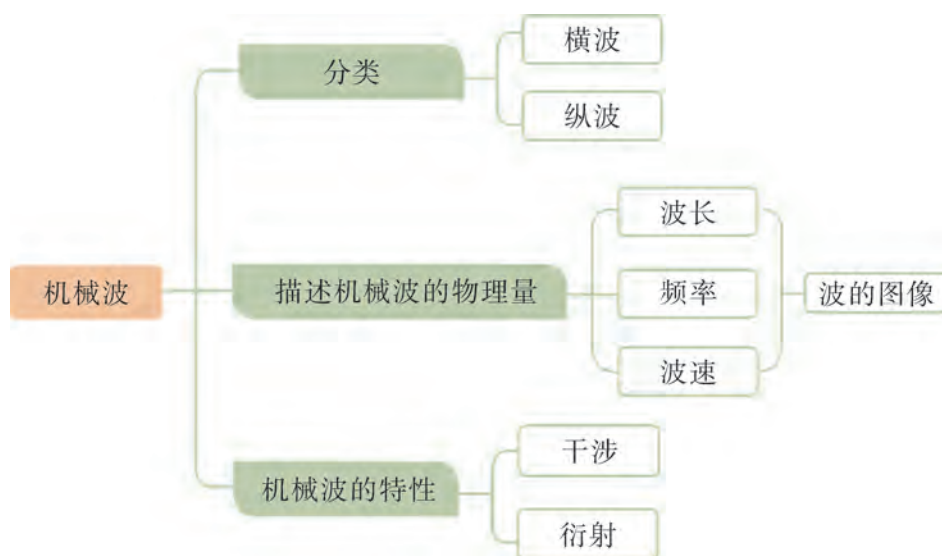 机械波
分类
横波
纵波
描述机械波的物理量
波长
频率
波速
波的图像
机械波的特性
干涉
衍射